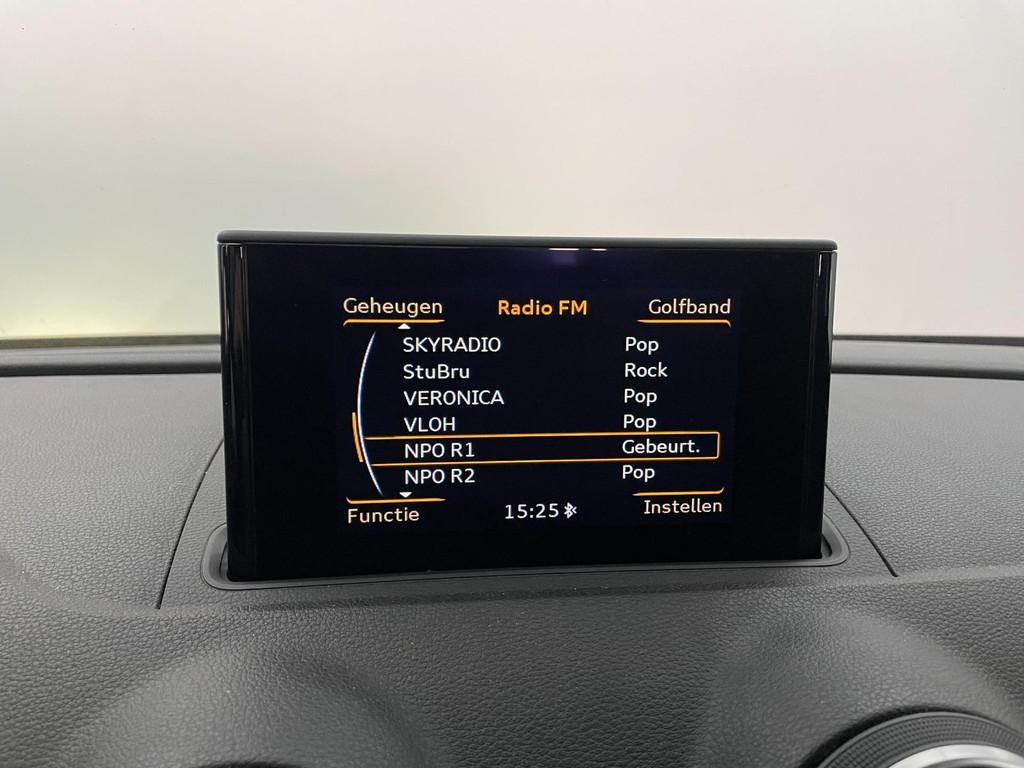 Geheugen Radio FM Golfband
SKYRADIO Pop
StuBru Rock
VERONICA Pop
VLOH Pop
NPO R1 Gebeurt.
NPO R2 Pop
Functie 15:25 Instellen